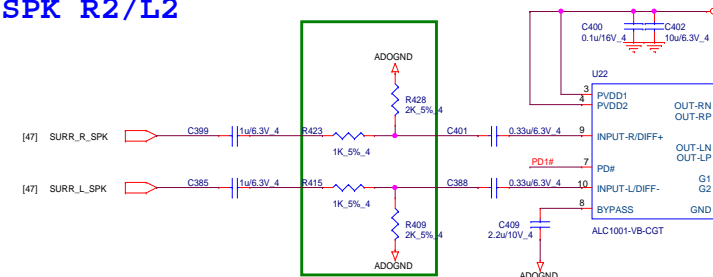 SPK R2/L2
C400
0.1u/16V_4
C402
10u/6.3V_4
ADOGND
U22
R428
2K_5%_4
3
PVDD1
4
PVDD2
OUT-RN
OUT-RP
[47] SURR_R_SPK
C399
1u/6.3V_4
R423
1K_5%_4
C401
0.33u/6.3V_4
9
INPUT-R/DIFF+
OUT-LN
OUT-LP
PD1#
7
PD#
G1
G2
[47] SURR_L_SPK
C385
1u/6.3V_4
R415
1K_5%_4
C388
0.33u/6.3V_4
10
INPUT-L/DIFF-
8
BYPASS
GND
R409
2K_5%_4
C409
2.2u/10V_4
ALC1001-VB-CGT
ADOGND
ADOGND